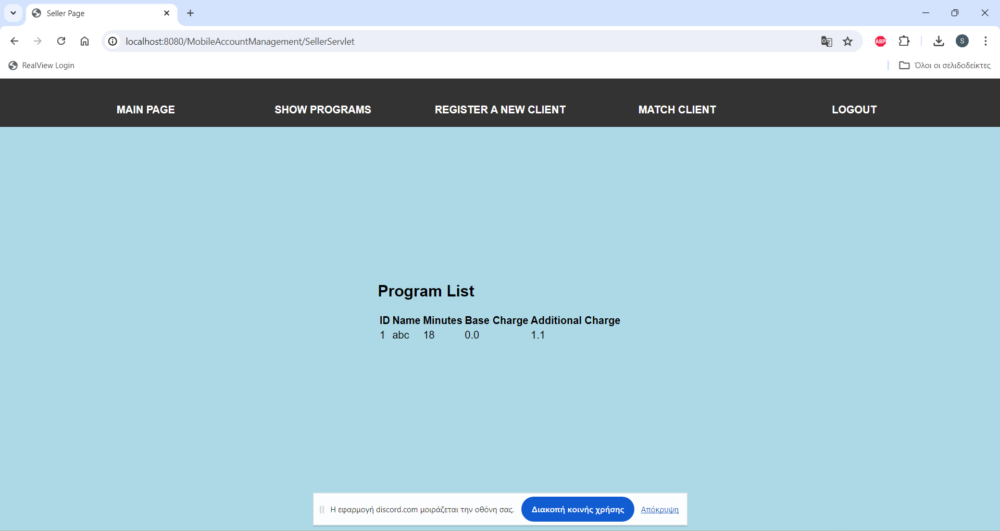 Seller Page
localhost:8080/MobileAccountManagement/SellerServlet
ABP
S
RealView Login
Όλοι οι σελιδοδείκτες
MAIN PAGE SHOW PROGRAMS REGISTER A NEW CLIENT MATCH CLIENT LOGOUT
Program List
ID Name Minutes Base Charge Additional Charge
1 abc 18 0.0 1.1
Η εφαρμογή discord.com μοιράζεται την οθόνη σας. Διακοπή κοινής χρήσης Απόκρυψη